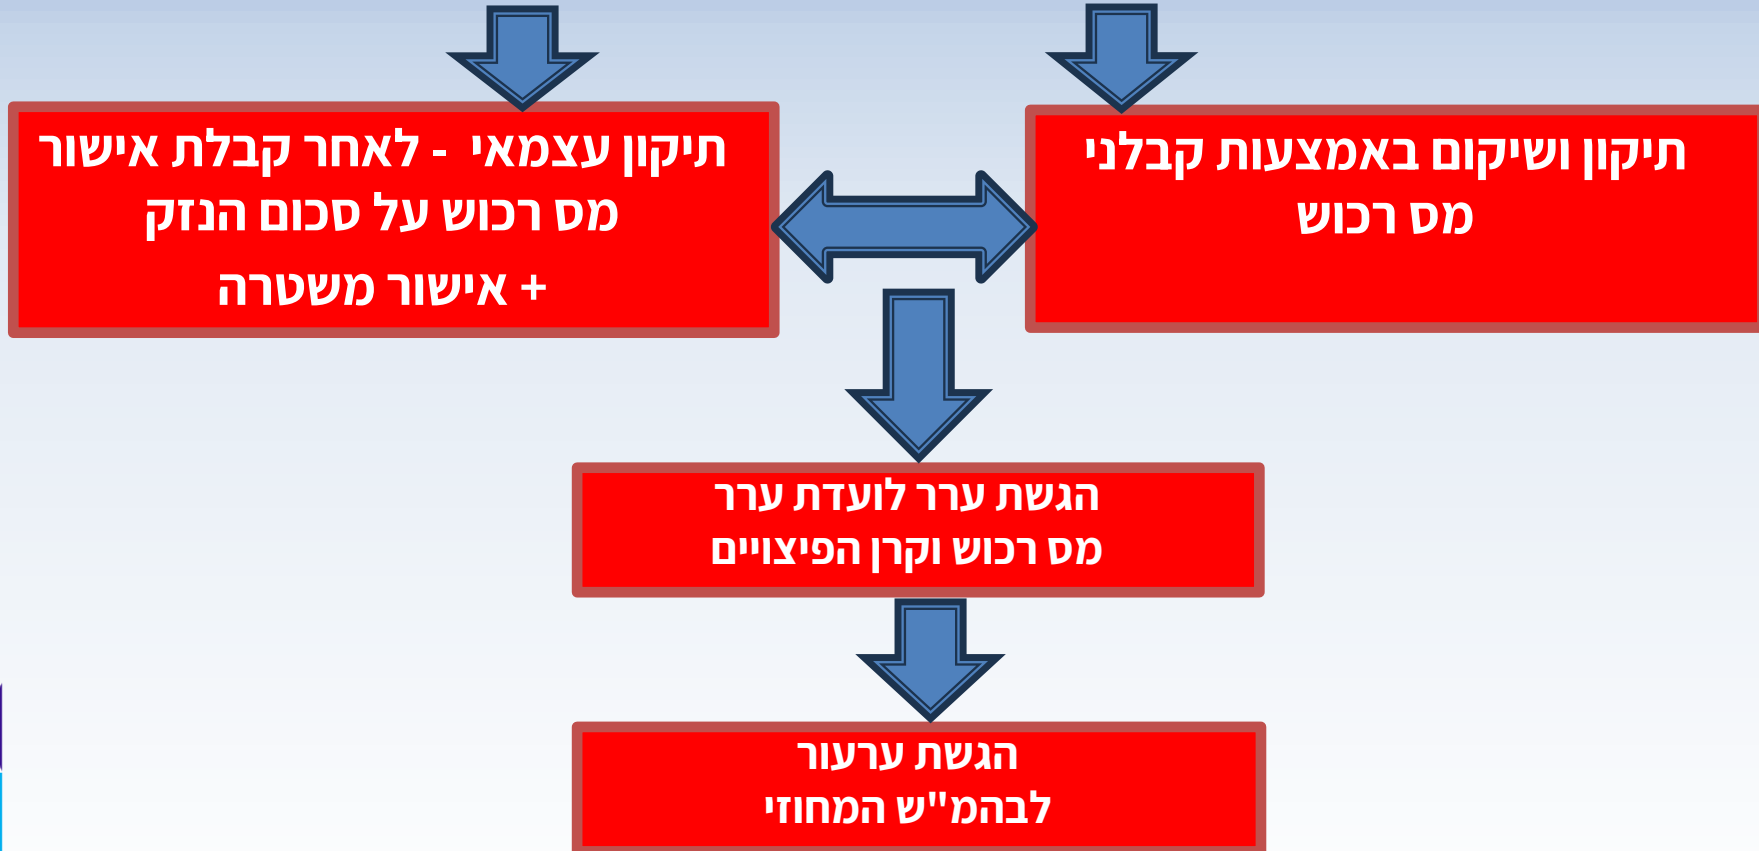 תיקון ושיקום באמצעות קבלני
מס רכוש
תיקון עצמאי - לאחר קבלת אישור
מס רכוש על סכום הנזק
+ אישור משטרה
הגשת ערר לועדת ערר
מס רכוש וקרן הפיצויים
הגשת ערעור
לבהמ"ש המחוזי